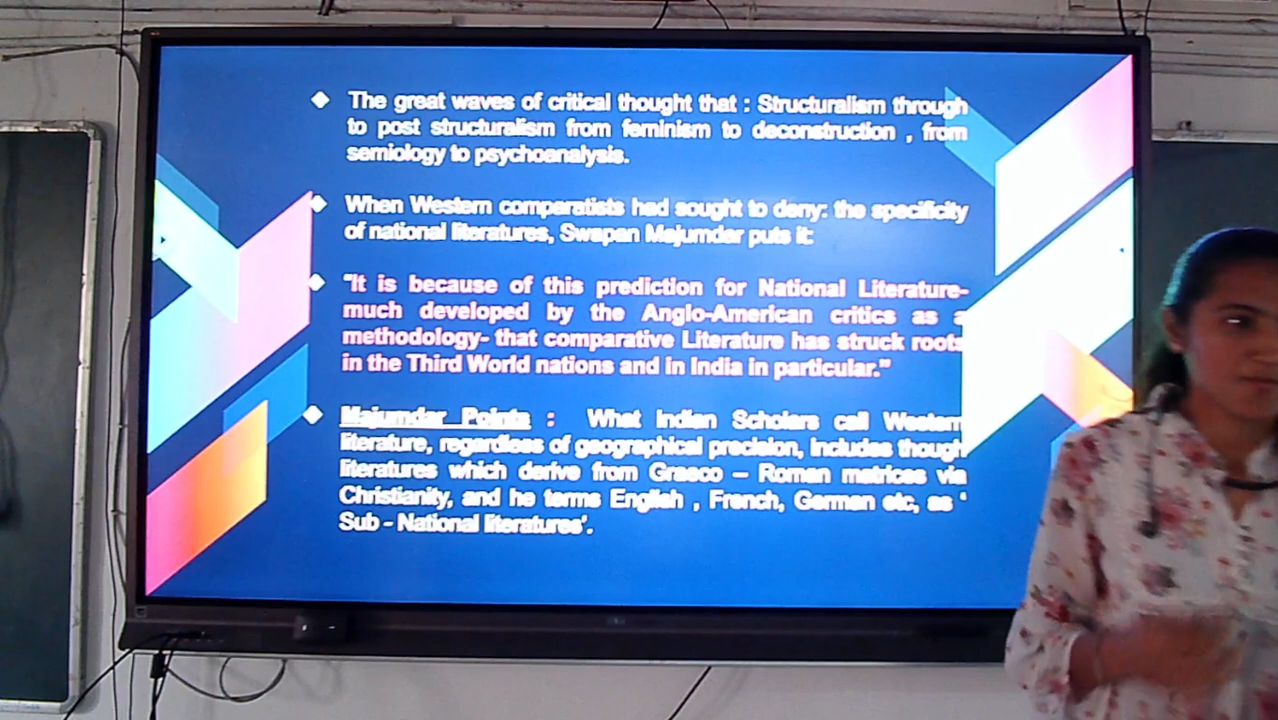 The great waves of critical thought that : Structuralism through
to post structuralism from feminism to deconstruction , from
semiology to psychoanalysis.
When Western comparatists had sought to deny: the specificity
of national literatures, Swapan Majumdar puts it:
"It is because of this prediction for National Literature-
much developed by the Anglo-American critics as a
methodology- that comparative Literature has struck roots
in the Third World nations and in India in particular."
Majumdar Points : What Indian Scholars call Western
literature, regardless of geographical precision, includes though
literatures which derive from Graeco – Roman matrices via
Christianity, and he terms English , French, German etc, as '
Sub - National literatures'.